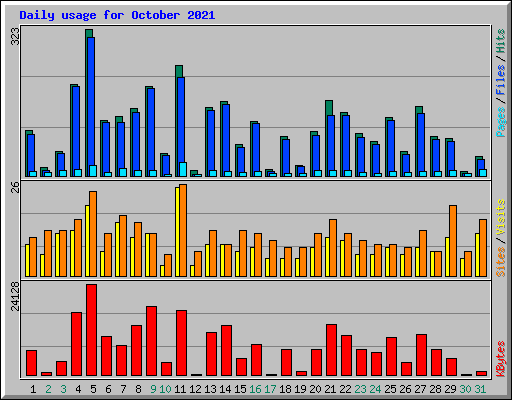 Daily usage for October 2021
323
Pages / Files / Hits
26
Sites / Visits
24128
KBytes
1 2 3 4 5 6 7 8 9 10 11 12 13 14 15 16 17 18 19 20 21 22 23 24 25 26 27 28 29 30 31